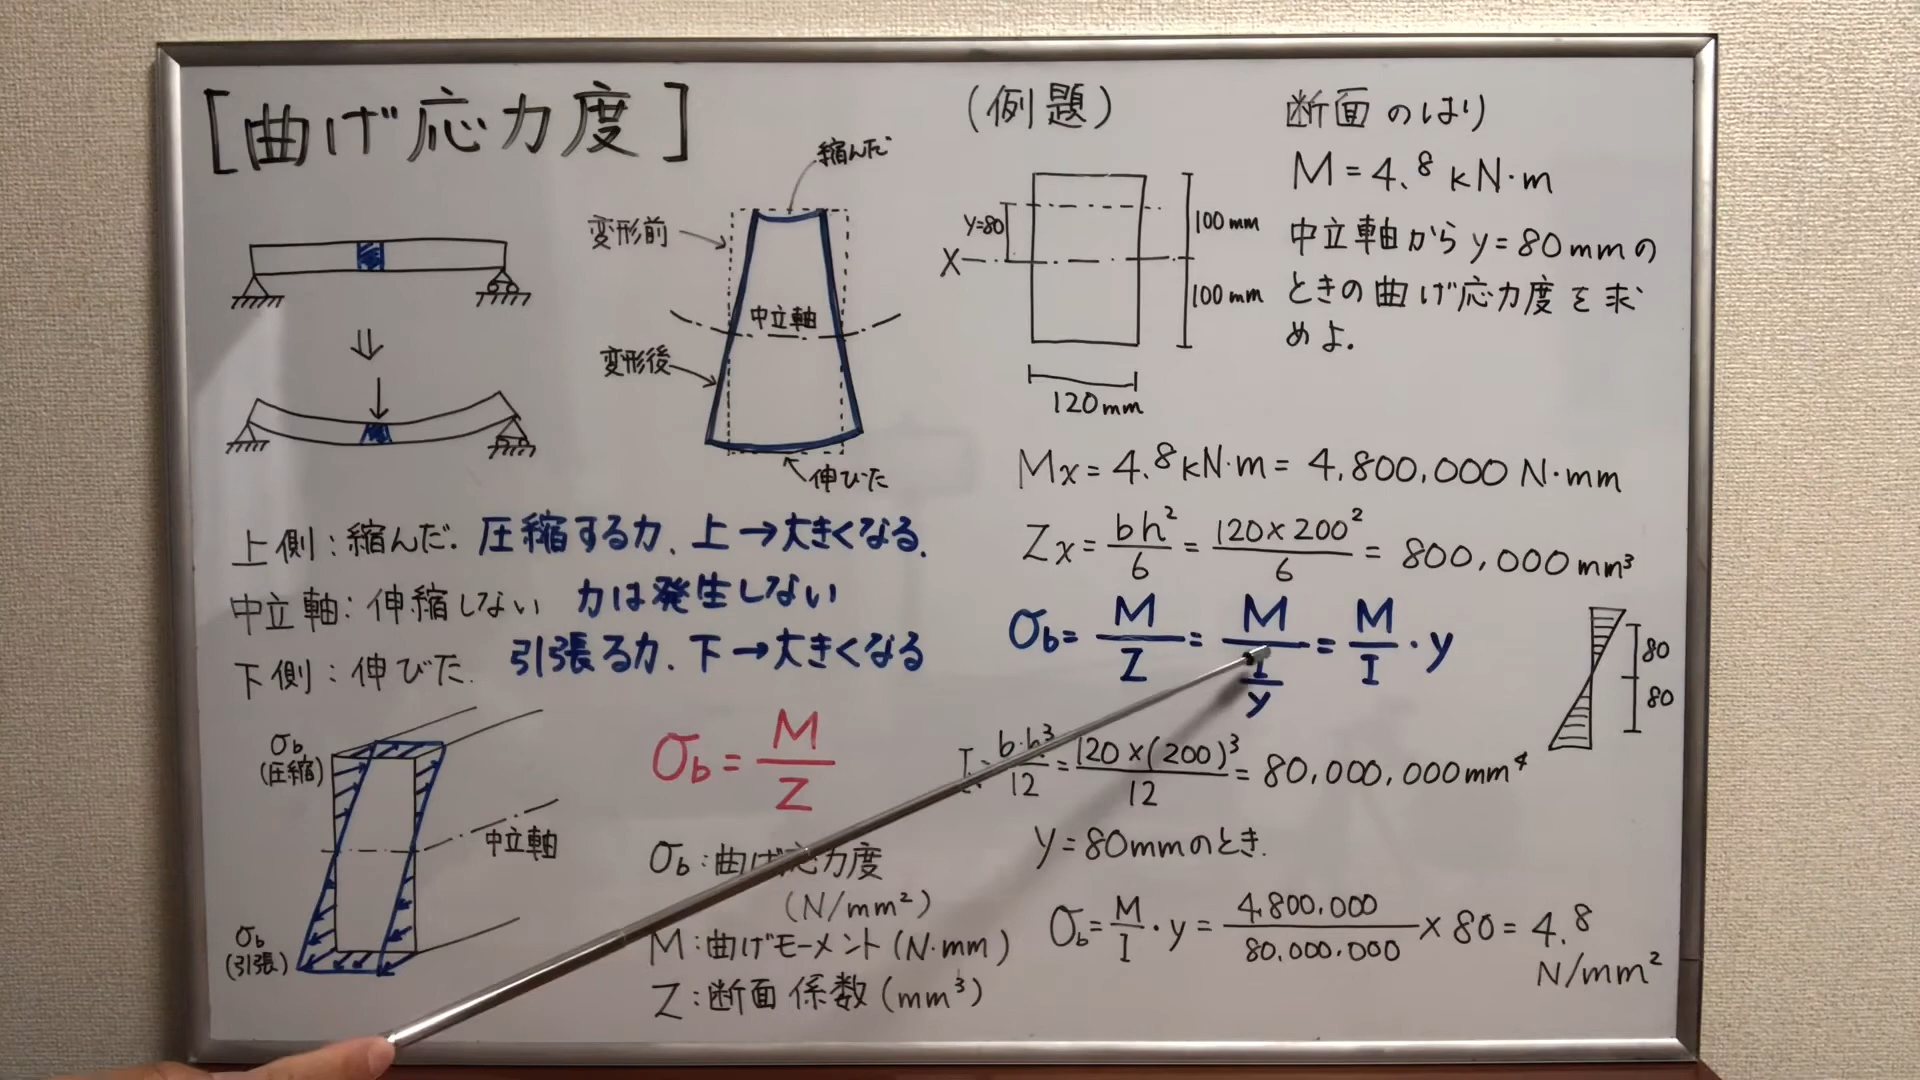 [曲げ応力度]
縮んだ
変形前
中立軸
変形後
伸びた
上側:縮んだ. 圧縮する力、上→大きくなる.
中立軸:伸縮しない 力は発生しない
下側:伸びた. 引張る力、下→大きくなる
σb
(圧縮)
中立軸
σb
(引張)
σb = M/Z
σb:曲げ応力度
(N/mm²)
M:曲げモーメント(N·mm)
Z:断面係数(mm³)
(例題)
y=80
X
100mm
100mm
120mm
断面のはり
M=4.8kN·m
中立軸からy=80mmの
ときの曲げ応力度を求
めよ.
Mx=4.8kN·m=4,800,000N·mm
Zx=bh²/6=120×200²/6=800,000mm³
σb=M/Z=M/(I/y)=M/I·y
80
80
I=b·h³/12=120×(200)³/12=80,000,000mm⁴
y=80mmのとき.
σb=M/I·y=4,800,000/80,000,000×80=4.8
N/mm²